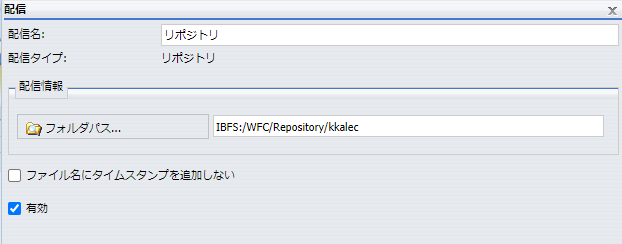 配信
配信名: リポジトリ
配信タイプ: リポジトリ
配信情報
フォルダパス... IBFS:/WFC/Repository/kkalec
ファイル名にタイムスタンプを追加しない
有効